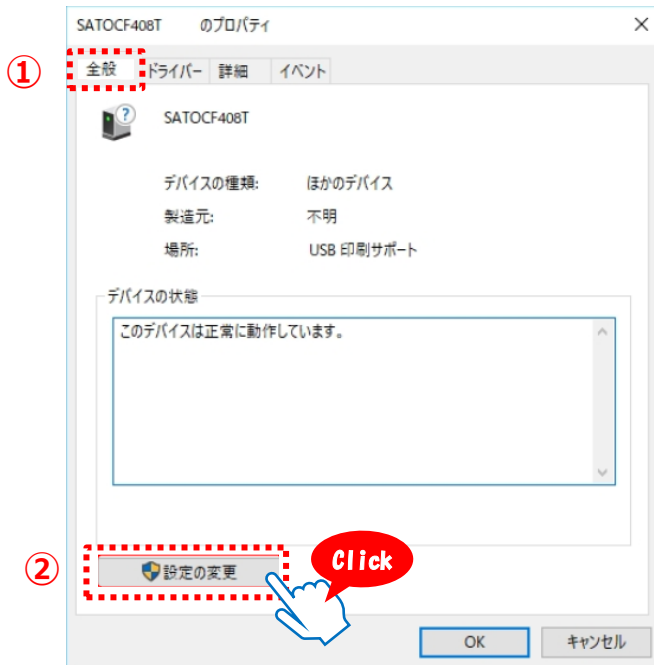 SATOCF408T のプロパティ
①
全般 ドライバー 詳細 イベント
SATOCF408T
デバイスの種類: ほかのデバイス
製造元: 不明
場所: USB 印刷サポート
デバイスの状態
このデバイスは正常に動作しています。
②
設定の変更
Click
OK キャンセル